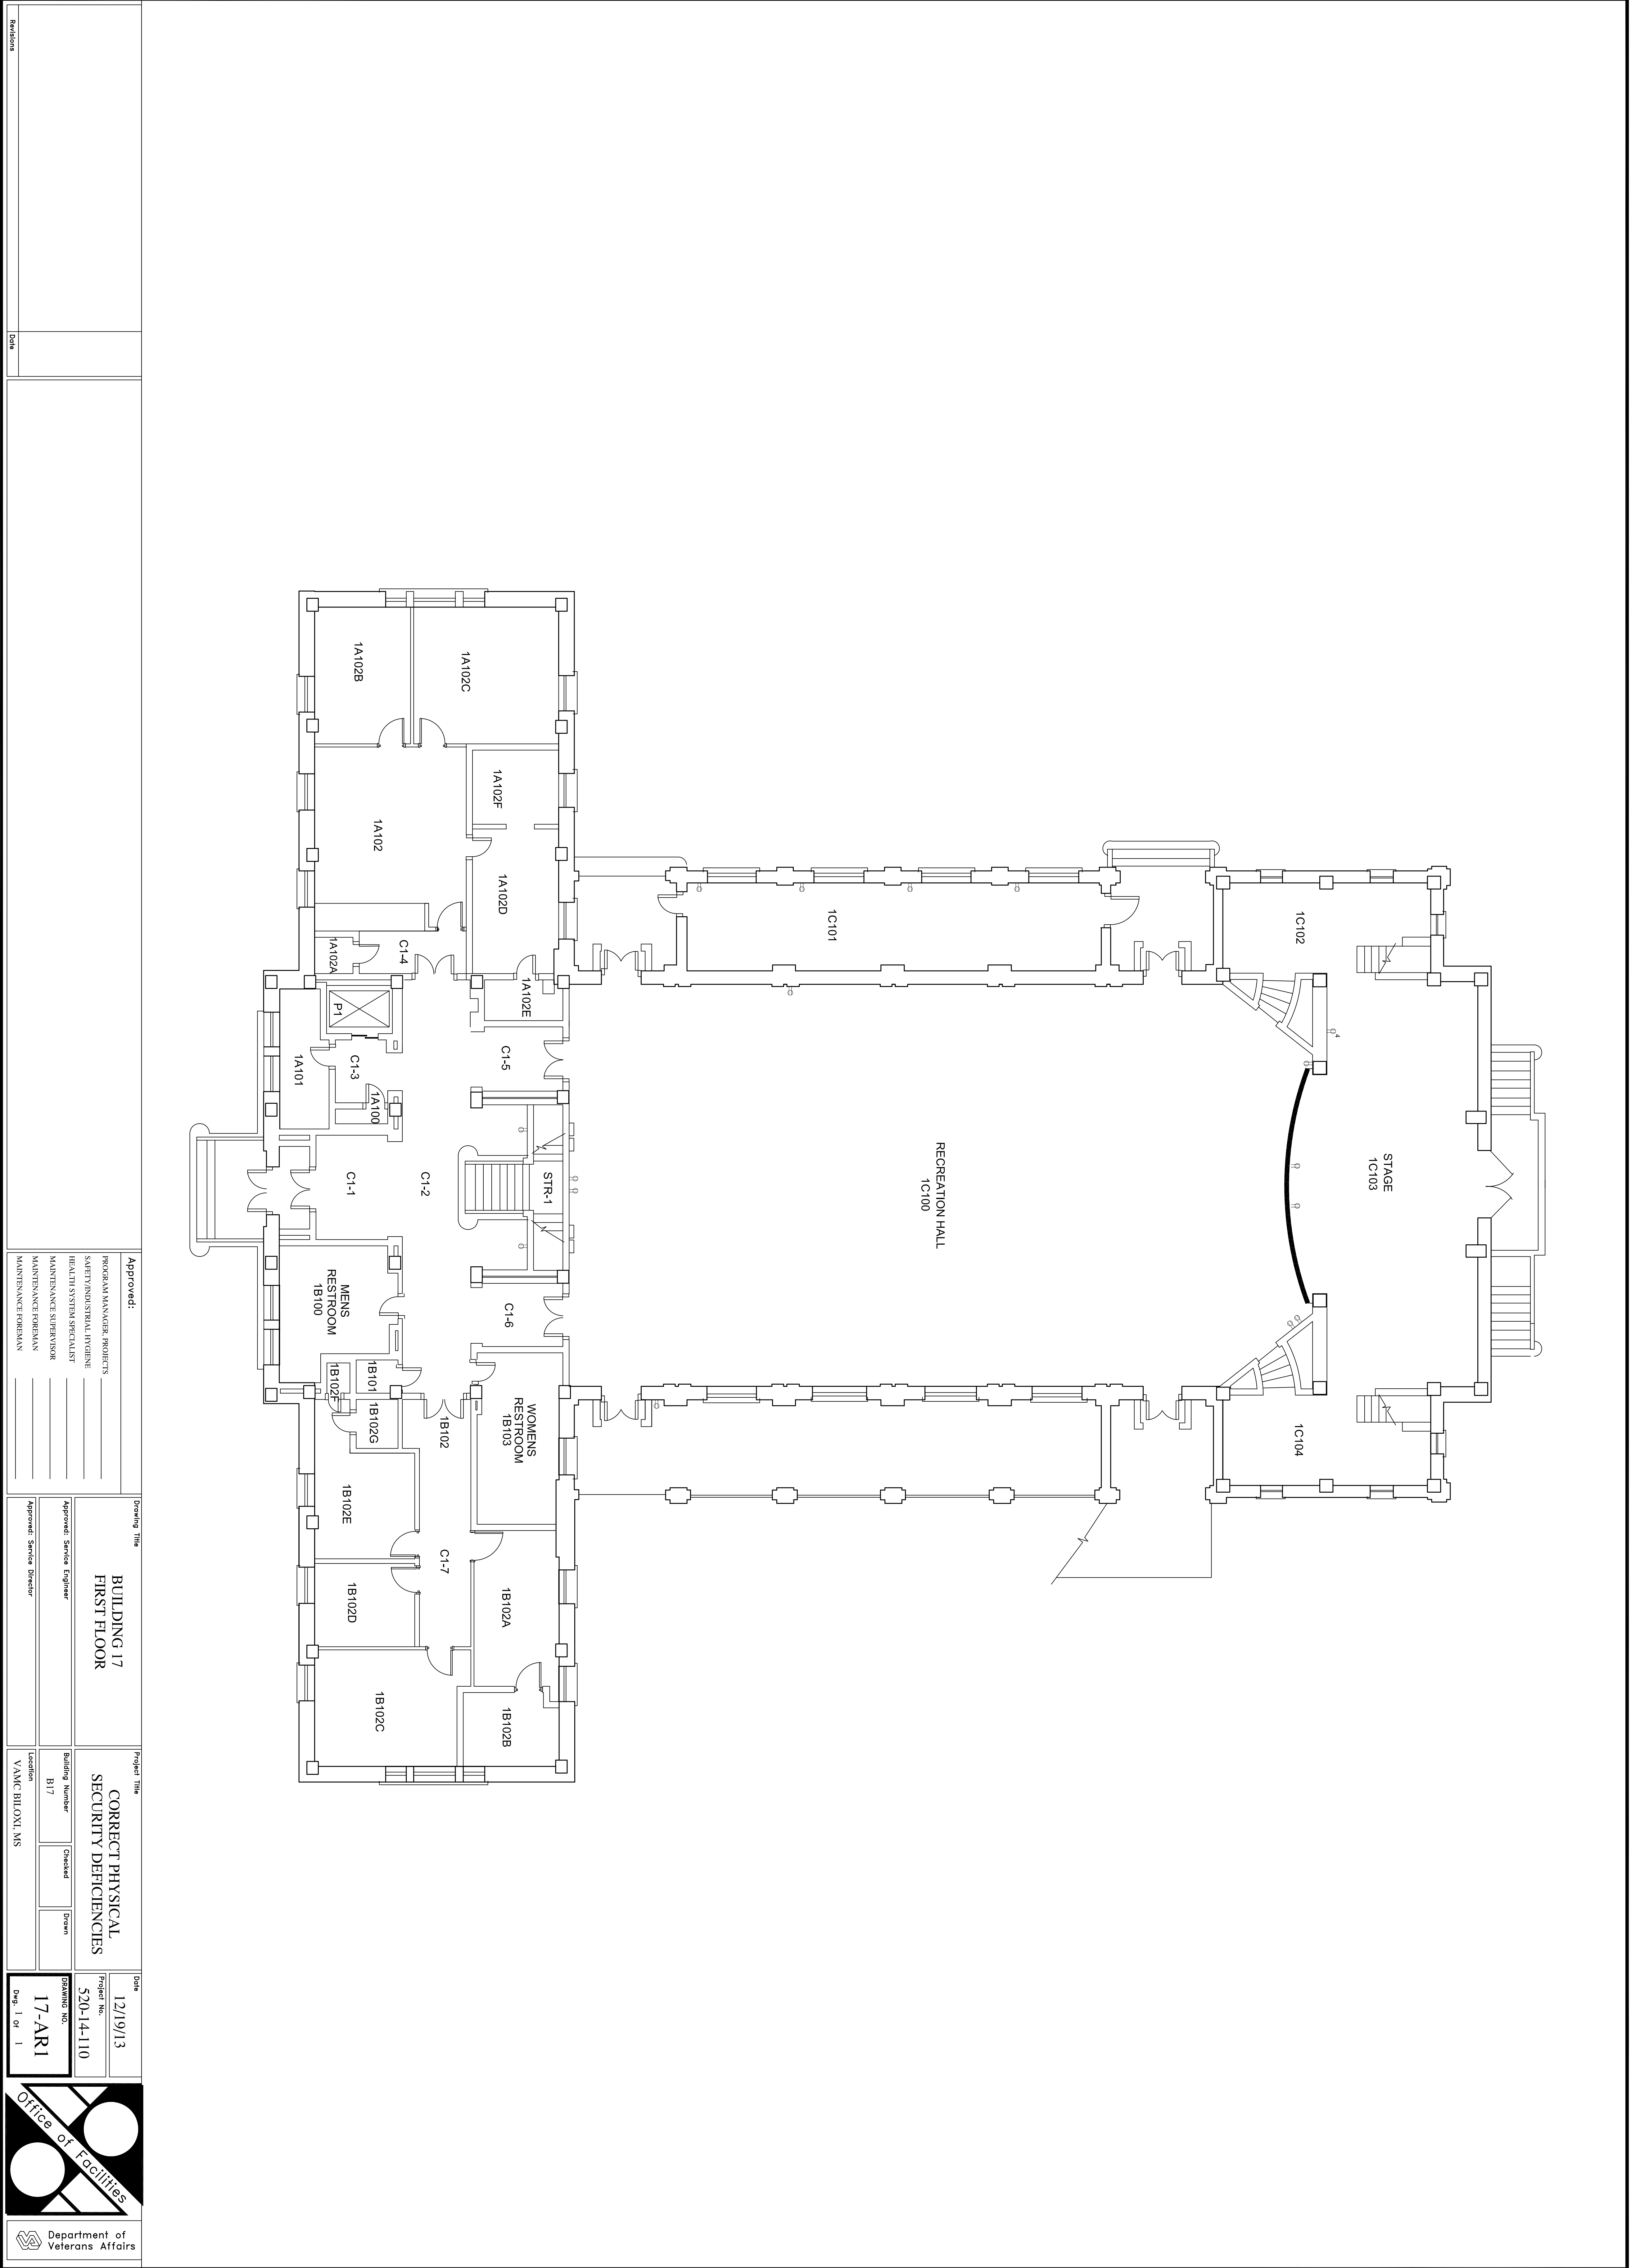 STAGE
1C103
1C102
1C104
RECREATION HALL
1C100
1C101
1A102C
1A102F
1A102D
1A102E
C1-5
STR-1
C1-6
WOMENS
RESTROOM
1B103
1B102A
1B102B
1A102B
1A102
C1-4
1A102A
P1
C1-3
1A100
1A101
C1-2
C1-1
MENS
RESTROOM
1B100
1B101
1B102F
1B102G
1B102
C1-7
1B102E
1B102D
1B102C
4
Revisions
Date
Approved:
PROGRAM MANAGER, PROJECTS
SAFETY/INDUSTRIAL HYGIENE
HEALTH SYSTEM SPECIALIST
MAINTENANCE SUPERVISOR
MAINTENANCE FOREMAN
MAINTENANCE FOREMAN
Drawing Title
BUILDING 17
FIRST FLOOR
Approved: Service Engineer
Approved: Service Director
Project Title
CORRECT PHYSICAL
SECURITY DEFICIENCIES
Building Number
B17
Checked
Drawn
Location
VAMC BILOXI, MS
Date
12/19/13
Project No.
520-14-110
DRAWING NO.
17-AR1
Dwg. 1 Of 1
Office of Facilities
Department of
Veterans Affairs